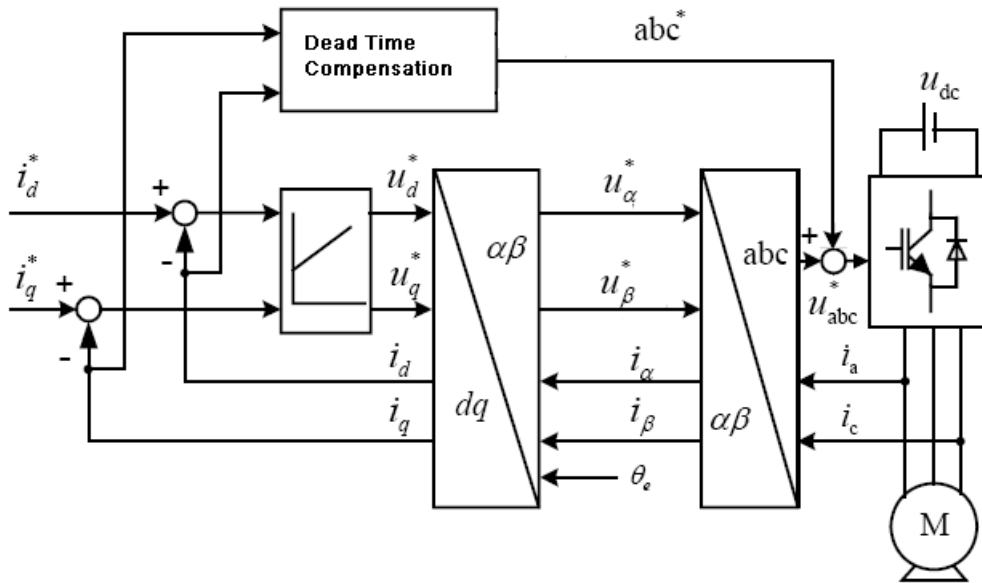 Dead Time
Compensation
abc*
u_dc
i_d*
+
-
u_d*
αβ
u_α*
abc
+
i_q*
+
-
u_q*
u_β*
u_abc*
i_d
dq
i_α
αβ
i_a
i_q
i_β
i_c
θ_e
M